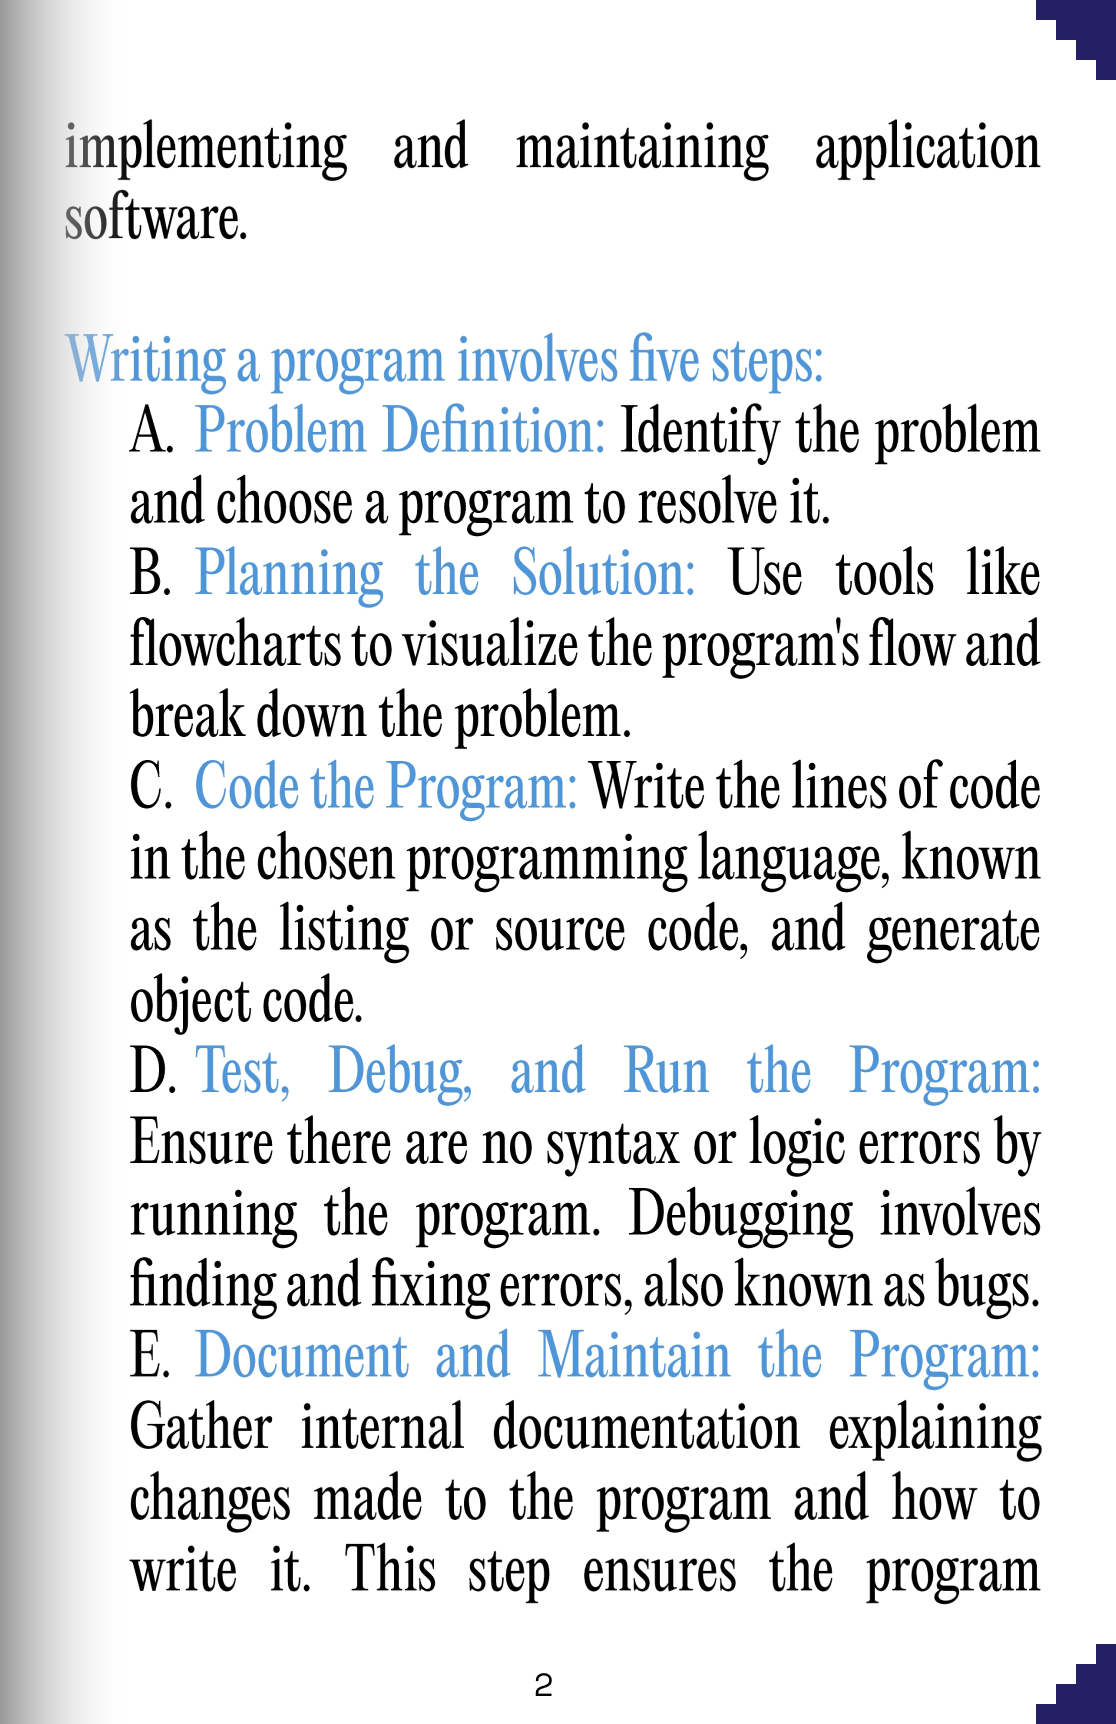 implementing and maintaining application
software.
Writing a program involves five steps:
A. Problem Definition: Identify the problem
and choose a program to resolve it.
B. Planning the Solution: Use tools like
flowcharts to visualize the program's flow and
break down the problem.
C. Code the Program: Write the lines of code
in the chosen programming language, known
as the listing or source code, and generate
object code.
D. Test, Debug, and Run the Program:
Ensure there are no syntax or logic errors by
running the program. Debugging involves
finding and fixing errors, also known as bugs.
E. Document and Maintain the Program:
Gather internal documentation explaining
changes made to the program and how to
write it. This step ensures the program
2